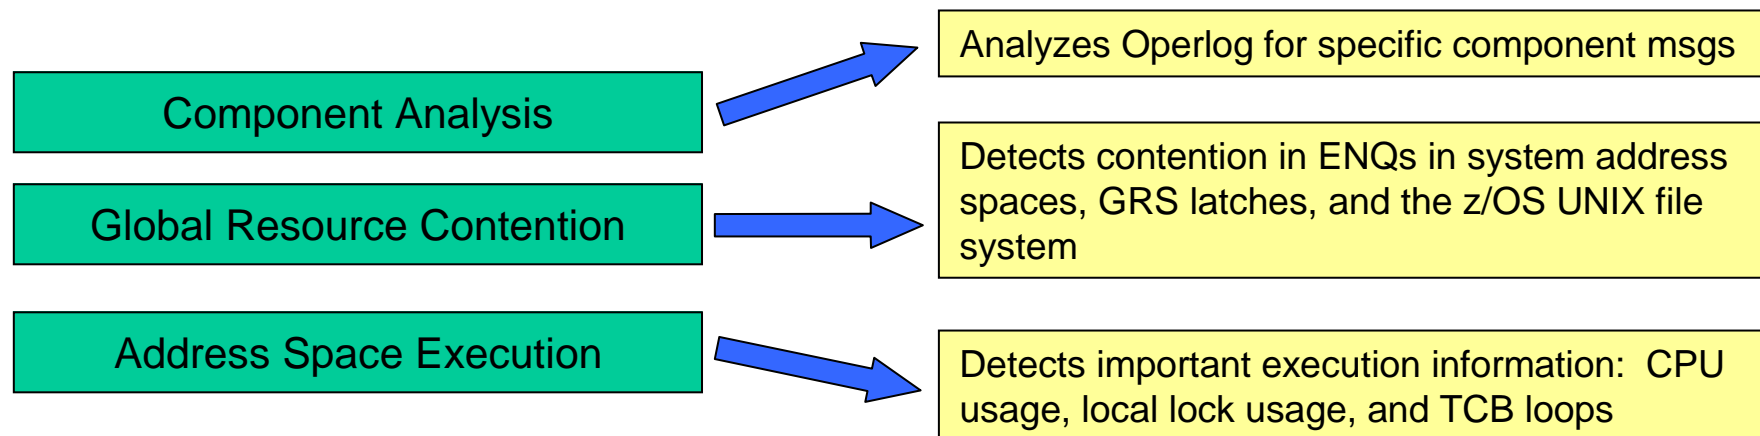 Component Analysis
Analyzes Operlog for specific component msgs
Global Resource Contention
Detects contention in ENQs in system address
spaces, GRS latches, and the z/OS UNIX file
system
Address Space Execution
Detects important execution information:  CPU
usage, local lock usage, and TCB loops